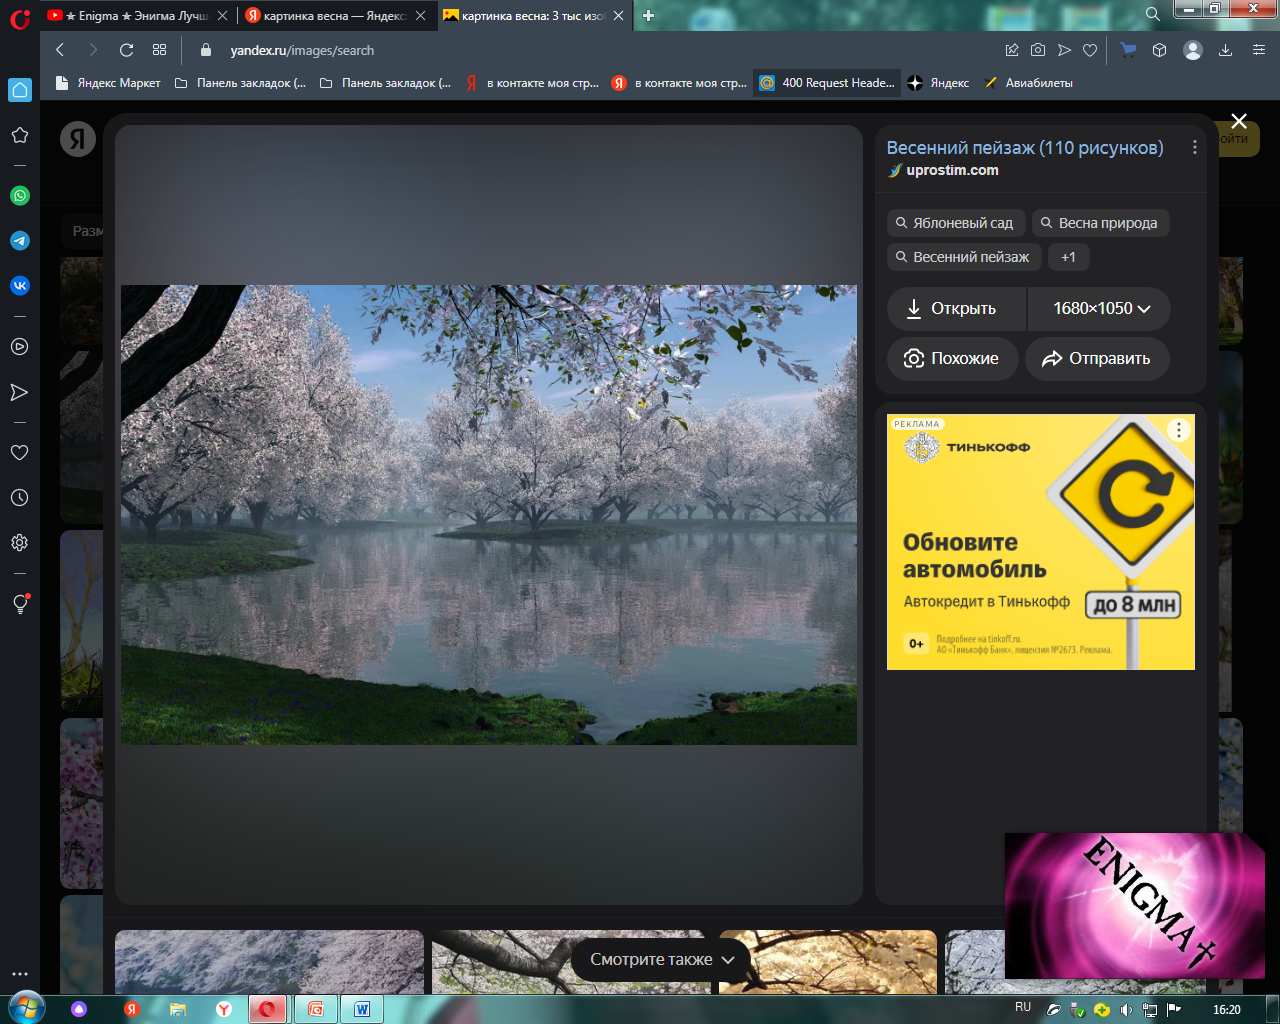 ★ Enigma ★ Энигма Лучш
картинка весна — Яндекс:
картинка весна: 3 тыс изо
yandex.ru/images/search
Яндекс Маркет
Панель закладок (...
Панель закладок (...
в контакте моя стр...
в контакте моя стр...
400 Request Heade...
Яндекс
Авиабилеты
Я
ойти
Разм
Весенний пейзаж (110 рисунков)
uprostim.com
Яблоневый сад
Весна природа
Весенний пейзаж
+1
Открыть
1680×1050
Похожие
Отправить
РЕКЛАМА
ТИНЬКОФФ
Обновите
автомобиль
Автокредит в Тинькофф
до 8 млн
0+
Подробнее на tinkoff.ru.
АО «Тинькофф Банк», лицензия №2673. Реклама.
ENIGMA
Смотрите также
RU
16:20